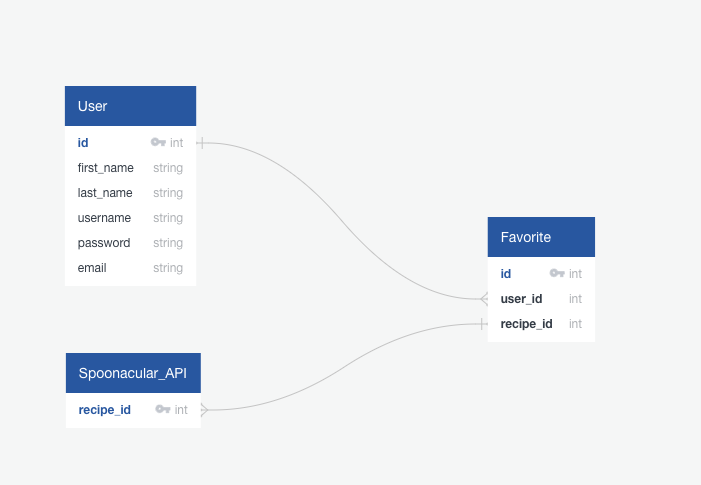 User
id int
first_name string
last_name string
username string
password string
email string
Favorite
id int
user_id int
recipe_id int
Spoonacular_API
recipe_id int